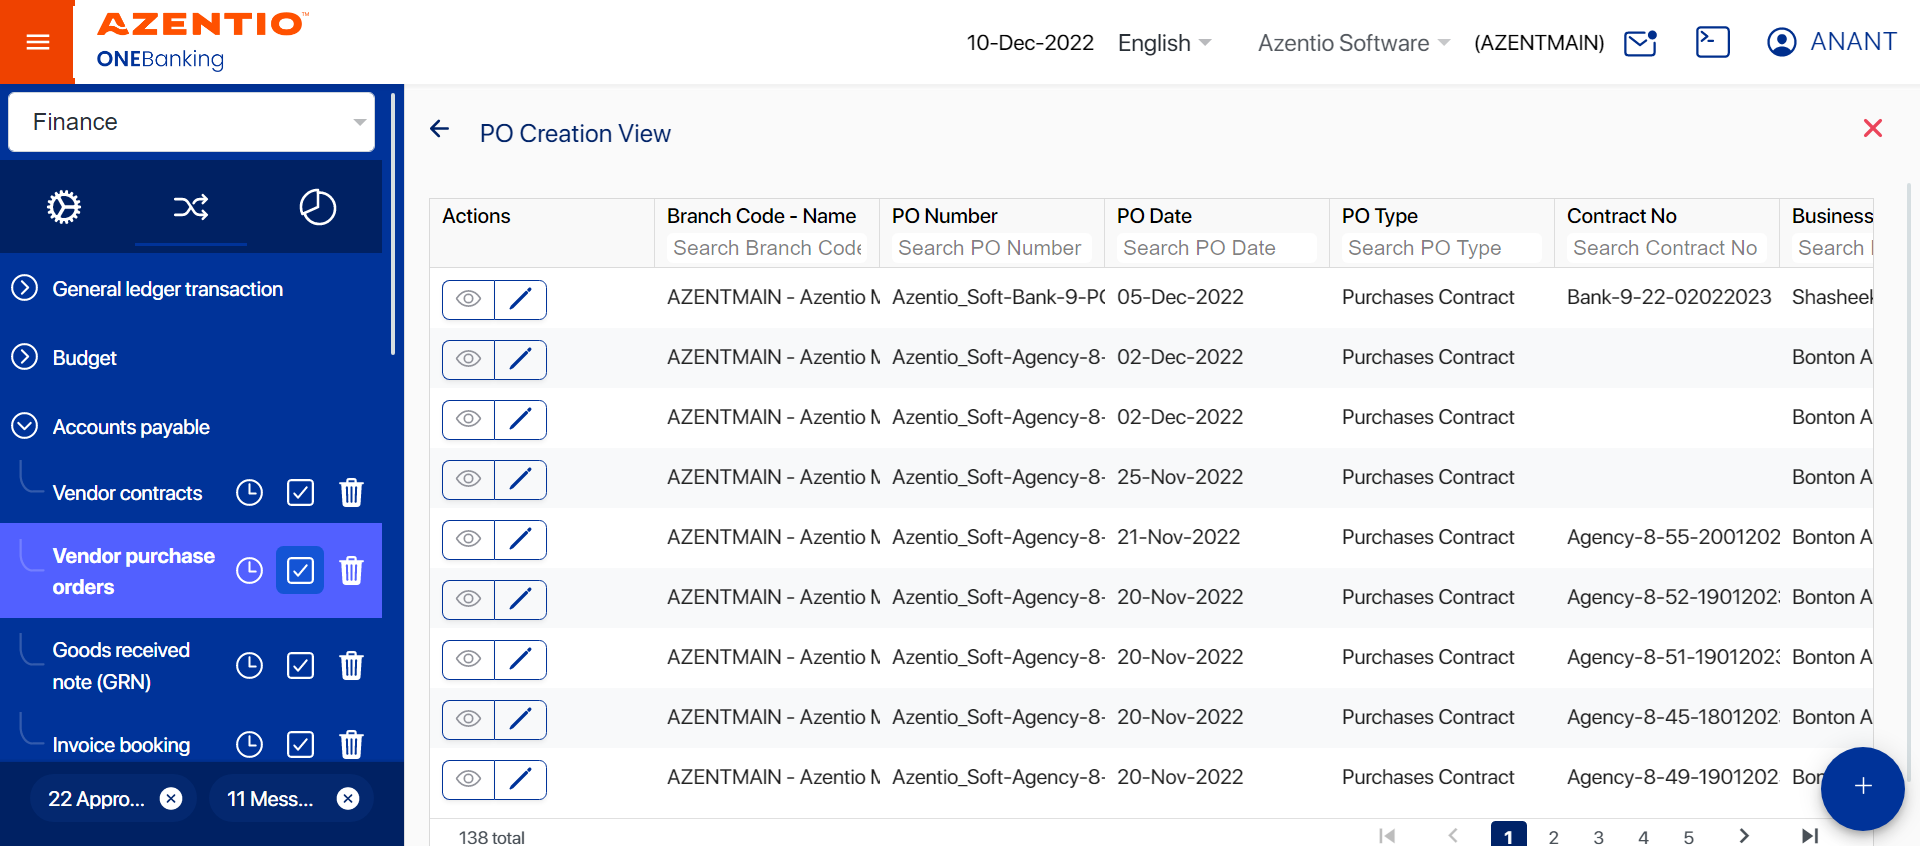 AZENTIO™
ONEBanking
10-Dec-2022 English Azentio Software (AZENTMAIN) ANANT
Finance
General ledger transaction
Budget
Accounts payable
Vendor contracts
Vendor purchase
orders
Goods received
note (GRN)
Invoice booking
22 Appro...
11 Mess...
PO Creation View
Actions Branch Code - Name PO Number PO Date PO Type Contract No Business
Search Branch Code Search PO Number Search PO Date Search PO Type Search Contract No Search
AZENTMAIN - Azentio M Azentio_Soft-Bank-9-PO 05-Dec-2022 Purchases Contract Bank-9-22-02022023 Shasheek
AZENTMAIN - Azentio M Azentio_Soft-Agency-8- 02-Dec-2022 Purchases Contract Bonton A
AZENTMAIN - Azentio M Azentio_Soft-Agency-8- 02-Dec-2022 Purchases Contract Bonton A
AZENTMAIN - Azentio M Azentio_Soft-Agency-8- 25-Nov-2022 Purchases Contract Bonton A
AZENTMAIN - Azentio M Azentio_Soft-Agency-8- 21-Nov-2022 Purchases Contract Agency-8-55-2001202 Bonton A
AZENTMAIN - Azentio M Azentio_Soft-Agency-8- 20-Nov-2022 Purchases Contract Agency-8-52-1901202 Bonton A
AZENTMAIN - Azentio M Azentio_Soft-Agency-8- 20-Nov-2022 Purchases Contract Agency-8-51-19012023 Bonton A
AZENTMAIN - Azentio M Azentio_Soft-Agency-8- 20-Nov-2022 Purchases Contract Agency-8-45-1801202 Bonton A
AZENTMAIN - Azentio M Azentio_Soft-Agency-8- 20-Nov-2022 Purchases Contract Agency-8-49-1901202 Bon
138 total 1 2 3 4 5